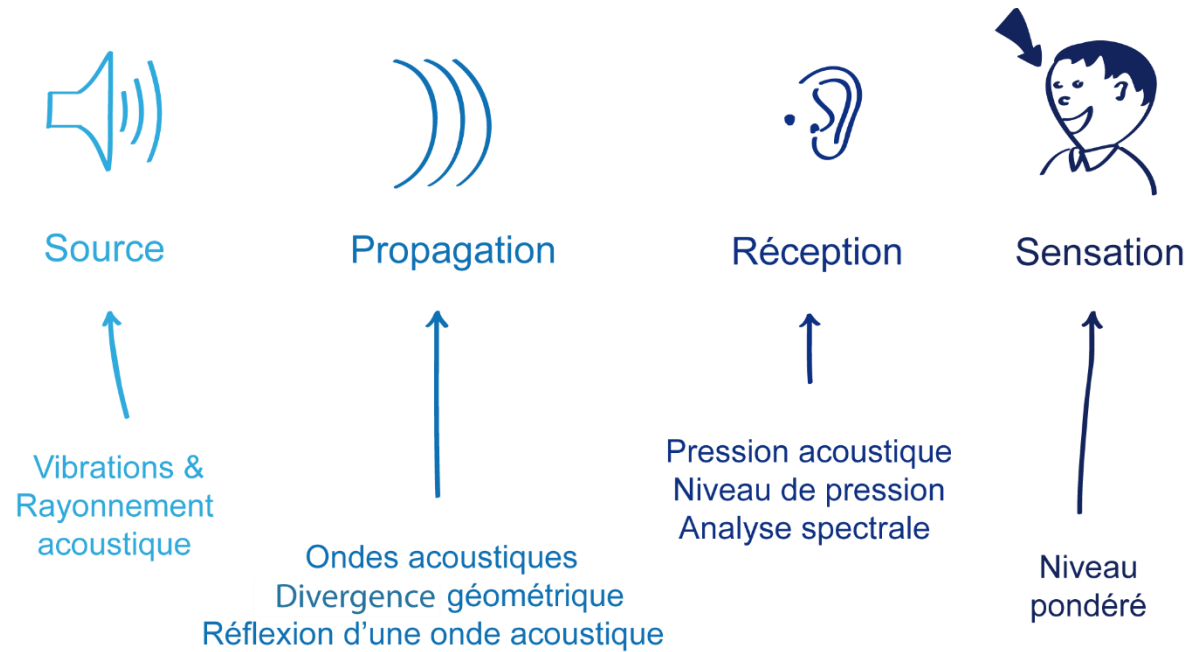 Source
Propagation
Réception
Sensation
Vibrations &
Rayonnement
acoustique
Ondes acoustiques
Divergence géométrique
Réflexion d’une onde acoustique
Pression acoustique
Niveau de pression
Analyse spectrale
Niveau
pondéré